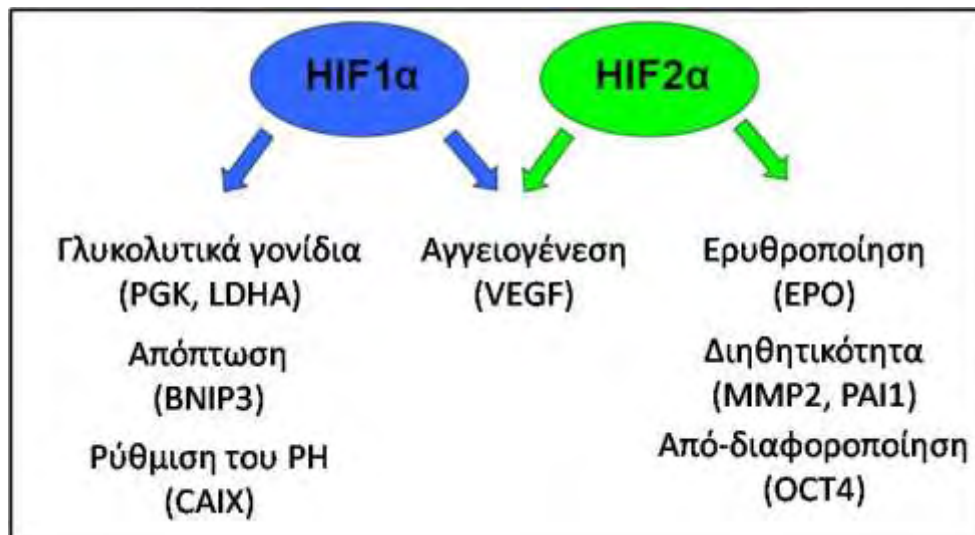 HIF1α
HIF2α
Γλυκολυτικά γονίδια
(PGK, LDHA)
Απόπτωση
(BNIP3)
Ρύθμιση του PH
(CAIX)
Αγγειογένεση
(VEGF)
Ερυθροποίηση
(EPO)
Διηθητικότητα
(MMP2, PAI1)
Από-διαφοροποίηση
(OCT4)